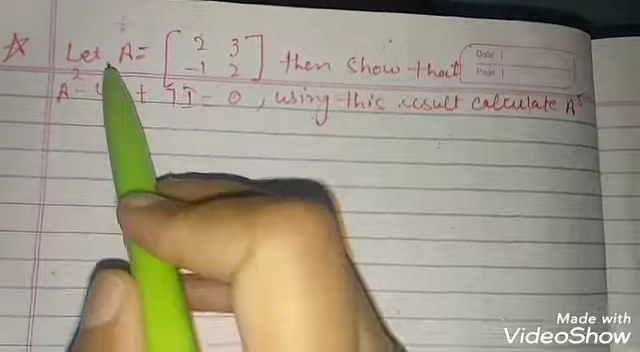 ☆ Let A = [ 2 3
-1 2 ] then show that
A² - 4 + 7I = 0, using this result calculate A⁵
Date
Page
Made with
VideoShow